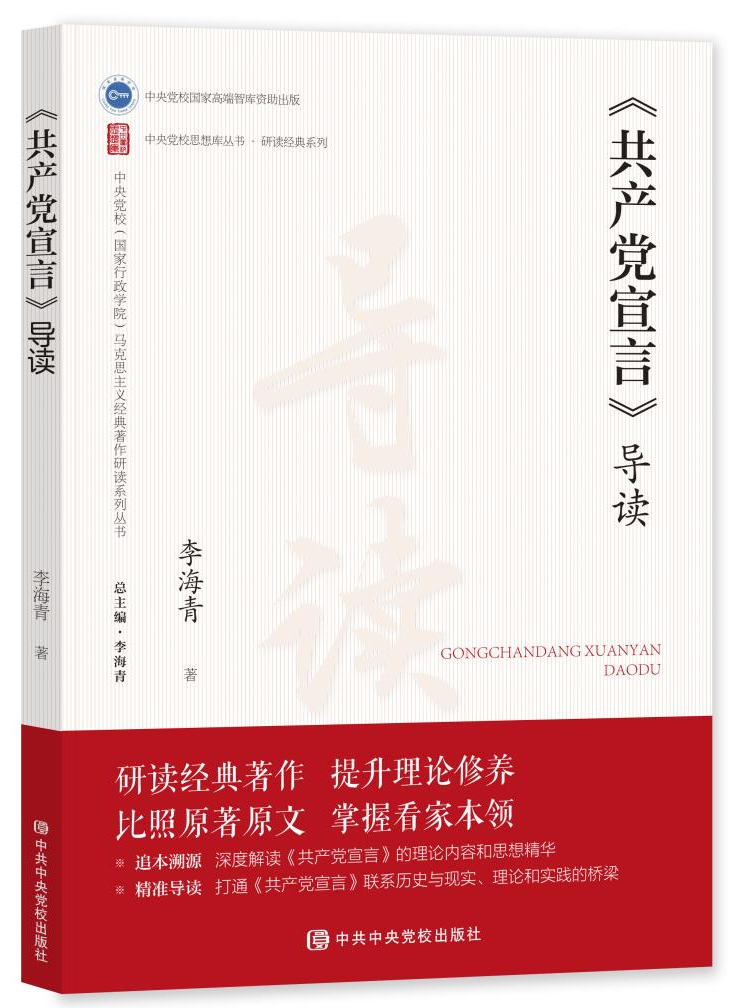 中央党校国家高端智库资助出版
中央党校思想库丛书·研读经典系列
中央党校（国家行政学院）马克思主义经典著作研读系列丛书
总主编·李海青
《共产党宣言》导读
李海青 著
导读
GONGCHANDANG XUANYAN
DAODU
研读经典著作 提升理论修养
比照原著原文 掌握看家本领
※ 追本溯源 深度解读《共产党宣言》的理论内容和思想精华
※ 精准导读 打通《共产党宣言》联系历史与现实、理论和实践的桥梁
中共中央党校出版社
《共产党宣言》导读
李海青 著
中共中央党校出版社